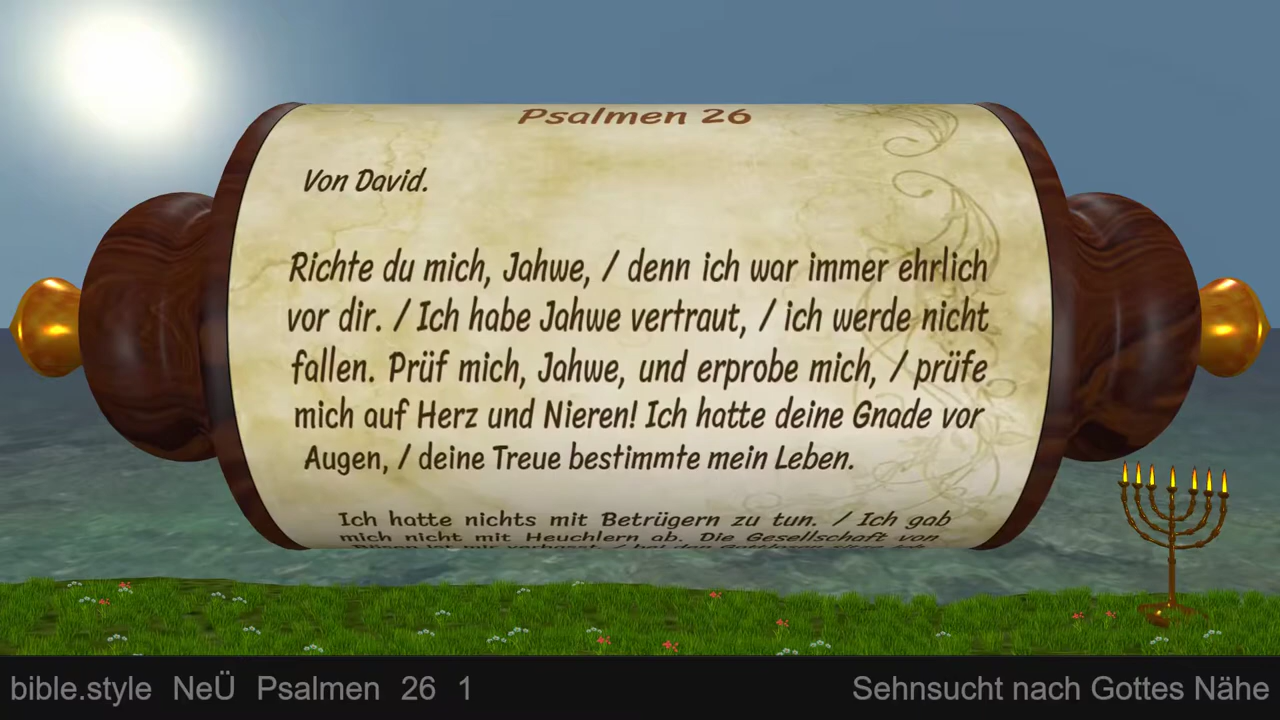 Psalmen 26
Von David.
Richte du mich, Jahwe, / denn ich war immer ehrlich
vor dir. / Ich habe Jahwe vertraut, / ich werde nicht
fallen. Prüf mich, Jahwe, und erprobe mich, / prüfe
mich auf Herz und Nieren! Ich hatte deine Gnade vor
Augen, / deine Treue bestimmte mein Leben.
Ich hatte nichts mit Betrügern zu tun. / Ich gab
mich nicht mit Heuchlern ab. Die Gesellschaft von
bible.style NeÜ Psalmen 26 1
Sehnsucht nach Gottes Nähe